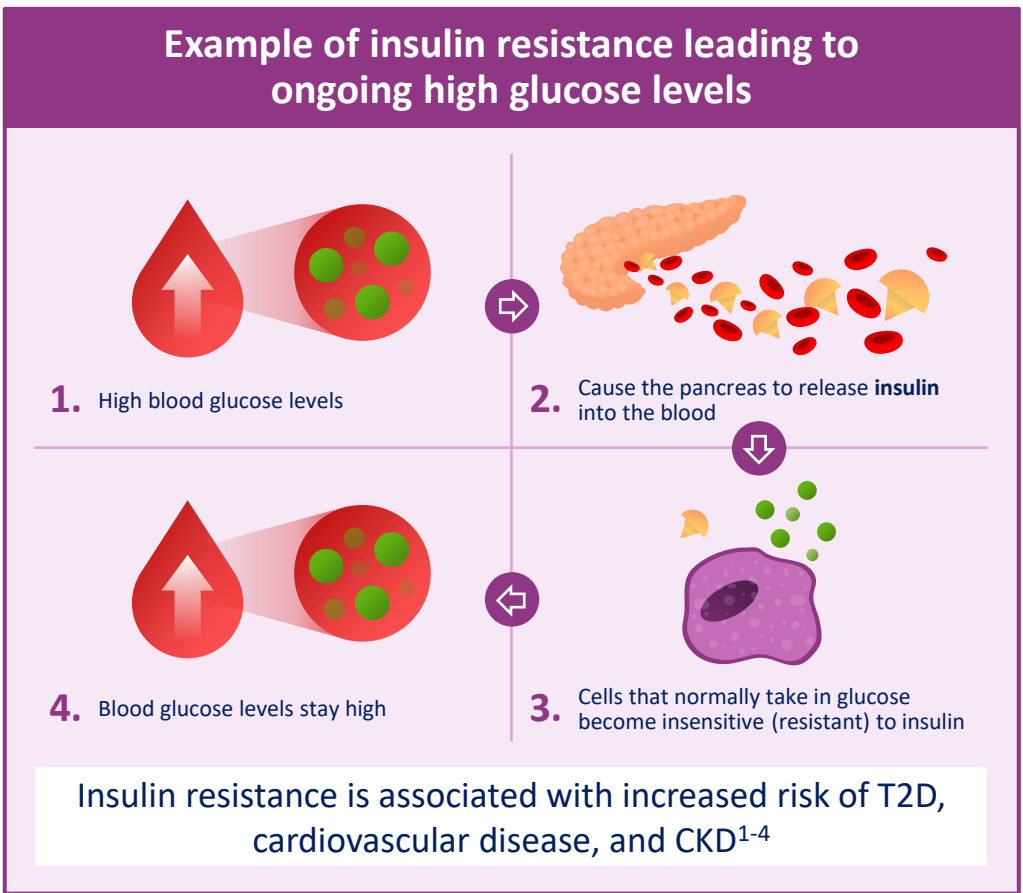 Example of insulin resistance leading to
ongoing high glucose levels
1. High blood glucose levels
2. Cause the pancreas to release insulin
into the blood
3. Cells that normally take in glucose
become insensitive (resistant) to insulin
4. Blood glucose levels stay high
Insulin resistance is associated with increased risk of T2D,
cardiovascular disease, and CKD1-4